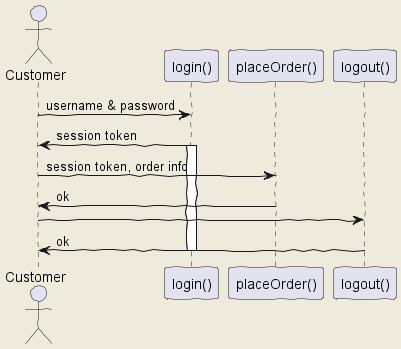 Customer
login()
placeOrder()
logout()
username & password
session token
session token, order info
ok
ok
Customer
login()
placeOrder()
logout()